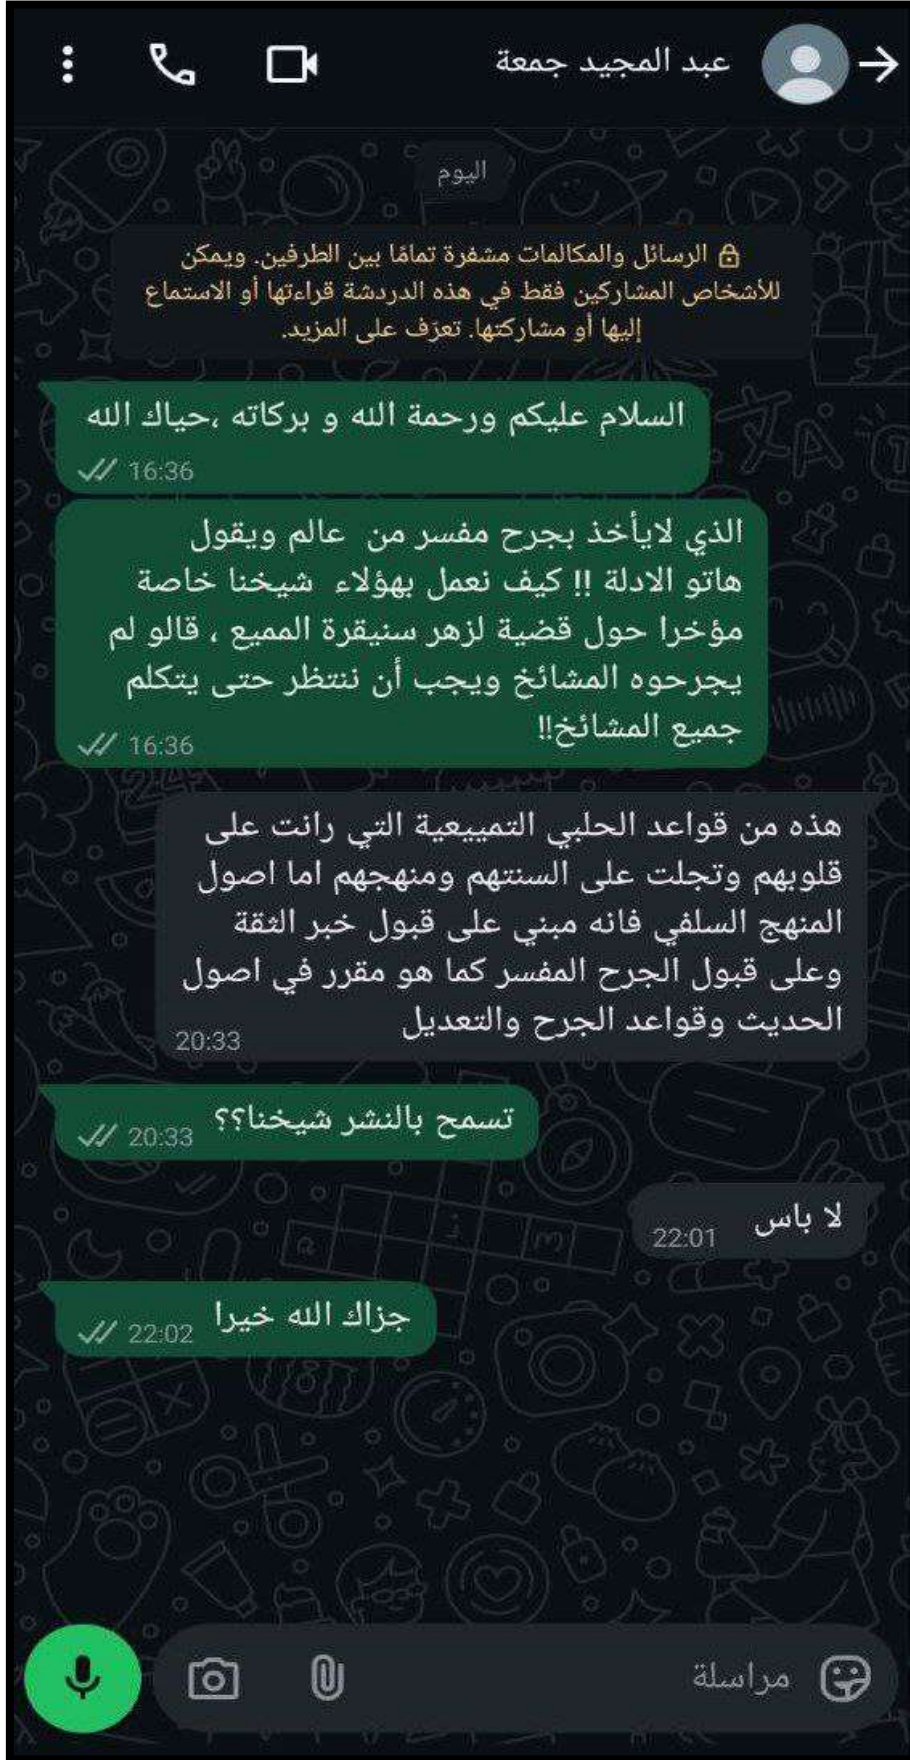 عبد المجيد جمعة
اليوم
الرسائل والمكالمات مشفرة تمامًا بين الطرفين. ويمكن
للأشخاص المشاركين فقط في هذه الدردشة قراءتها أو الاستماع
إليها أو مشاركتها. تعرّف على المزيد.
السلام عليكم ورحمة الله و بركاته ،حياك الله
16:36
الذي لايأخذ بجرح مفسر من عالم ويقول
هاتو الادلة !! كيف نعمل بهؤلاء شيخنا خاصة
مؤخرا حول قضية لزهر سنيقرة المميع ، قالو لم
يجرحوه المشائخ ويجب أن ننتظر حتى يتكلم
جميع المشائخ!!
16:36
هذه من قواعد الحلبي التمييعية التي رانت على
قلوبهم وتجلت على السنتهم ومنهجهم اما اصول
المنهج السلفي فانه مبني على قبول خبر الثقة
وعلى قبول الجرح المفسر كما هو مقرر في اصول
الحديث وقواعد الجرح والتعديل
20:33
تسمح بالنشر شيخنا؟؟ 20:33
لا باس 22:01
جزاك الله خيرا 22:02
مراسلة